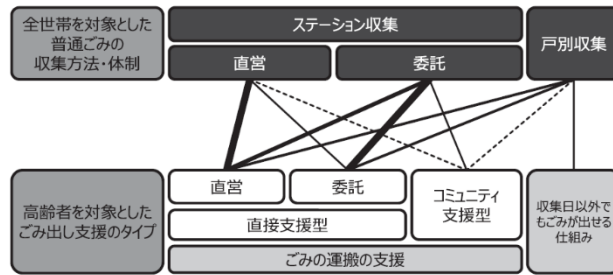 全世帯を対象とした
普通ごみの
収集方法・体制
ステーション収集
直営
委託
戸別収集
高齢者を対象とした
ごみ出し支援のタイプ
直営
委託
直接支援型
コミュニティ
支援型
ごみの運搬の支援
収集日以外で
もごみが出せる
仕組み